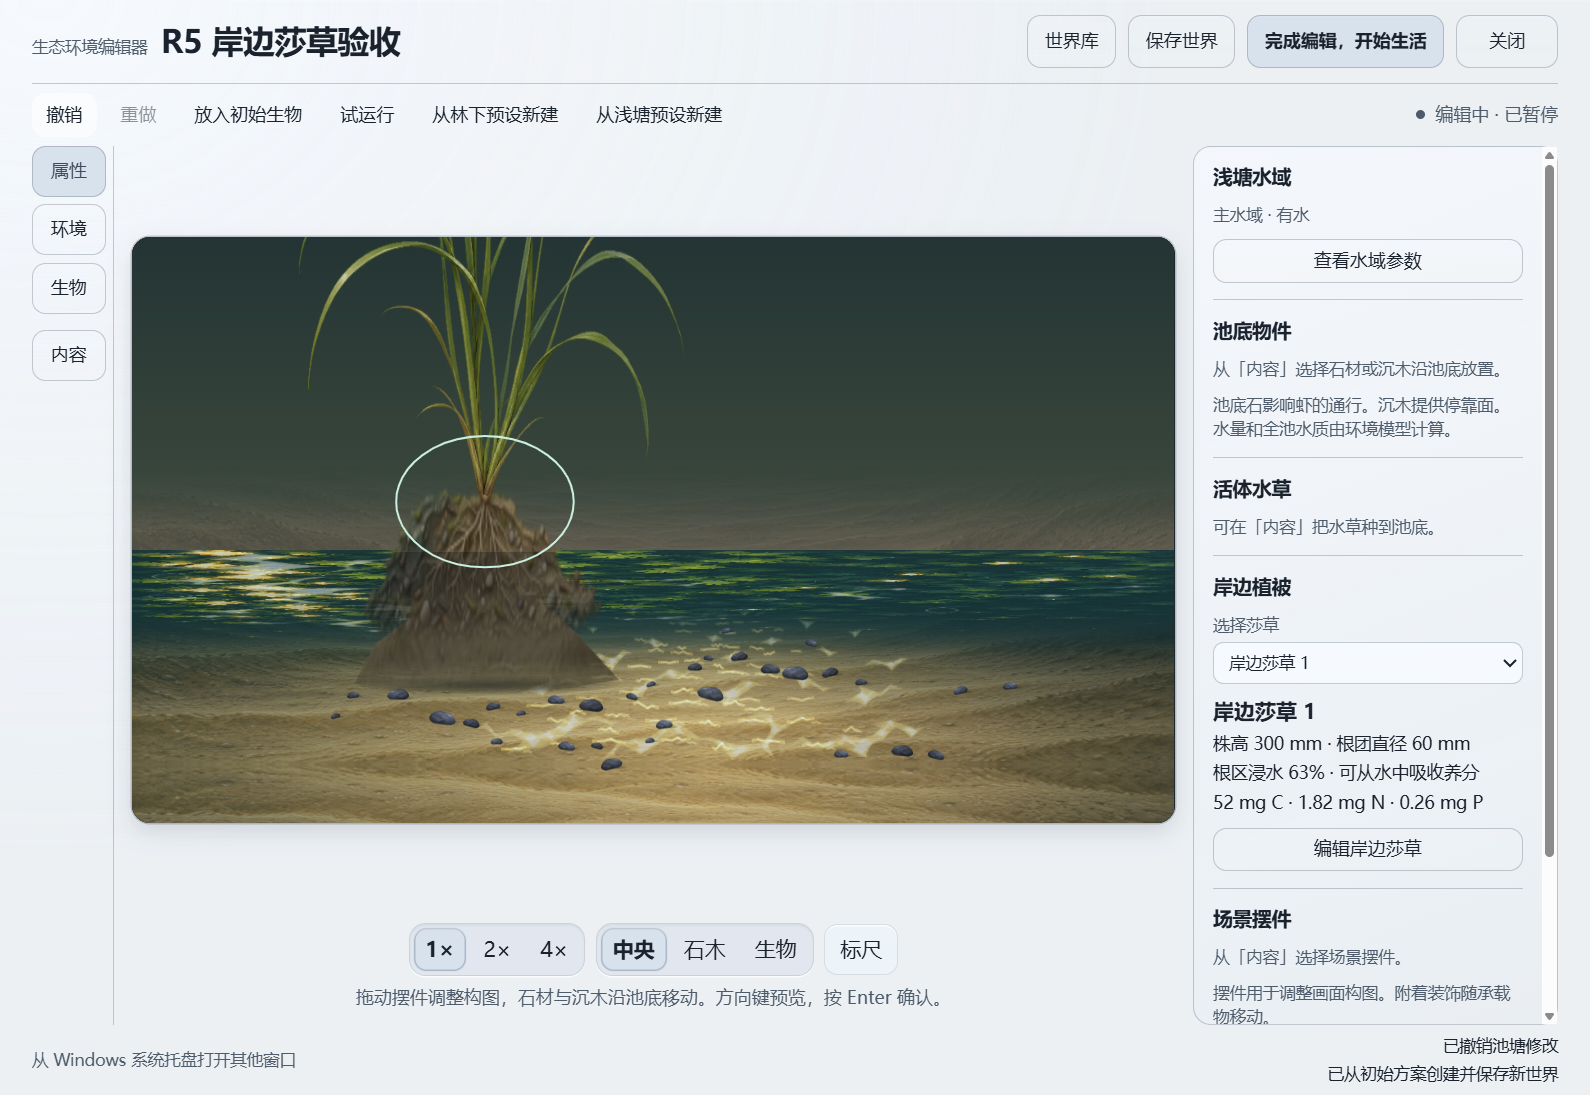 生态环境编辑器 R5 岸边莎草验收
世界库 保存世界 完成编辑，开始生活 关闭
撤销 重做 放入初始生物 试运行 从林下预设新建 从浅塘预设新建
编辑中 · 已暂停
属性
环境
生物
内容
浅塘水域
主水域 · 有水
查看水域参数
池底物件
从「内容」选择石材或沉木沿池底放置。
池底石影响虾的通行。沉木提供停靠面。
水量和全池水质由环境模型计算。
活体水草
可在「内容」把水草种到池底。
岸边植被
选择莎草
岸边莎草 1
岸边莎草 1
株高 300 mm · 根团直径 60 mm
根区浸水 63% · 可从水中吸收养分
52 mg C · 1.82 mg N · 0.26 mg P
编辑岸边莎草
场景摆件
从「内容」选择场景摆件。
摆件用于调整画面构图。附着装饰随承载
物移动。
1× 2× 4× 中央 石木 生物 标尺
拖动摆件调整构图，石材与沉木沿池底移动。方向键预览，按 Enter 确认。
从 Windows 系统托盘打开其他窗口
已撤销池塘修改
已从初始方案创建并保存新世界